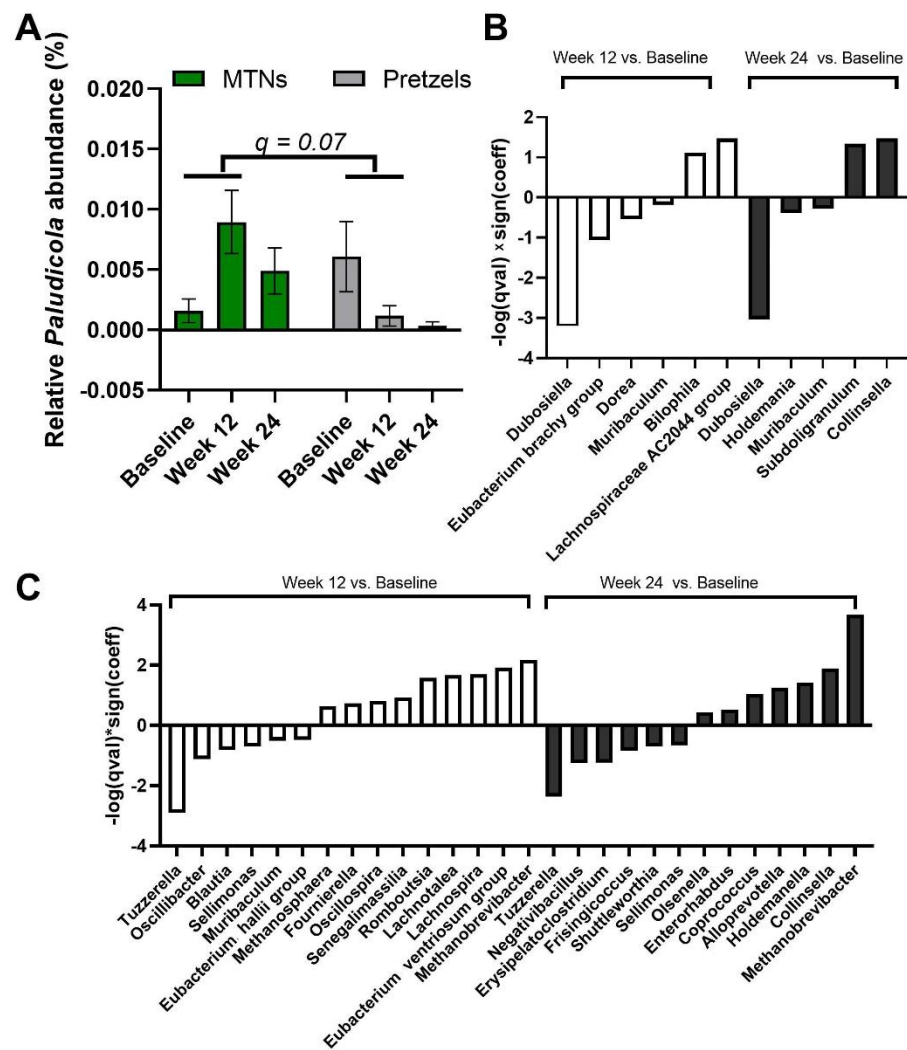 A
Relative Paludicola abundance (%)
MTNs
Pretzels
q = 0.07
0.020
0.015
0.010
0.005
0.000
-0.005
Baseline
Week 12
Week 24
Baseline
Week 12
Week 24
B
Week 12 vs. Baseline
Week 24 vs. Baseline
-log(qval) x sign(coeff)
2
1
0
-1
-2
-3
-4
Dubosiella
Eubacterium brachy group
Dorea
Muribaculum
Bilophila
Lachnospiraceae AC2044 group
Dubosiella
Holdemania
Muribaculum
Subdoligranulum
Collinsella
C
Week 12 vs. Baseline
Week 24 vs. Baseline
-log(qval)*sign(coeff)
4
2
0
-2
-4
Tuzzerella
Oscillibacter
Blautia
Sellimonas
Muribaculum
Eubacterium hallii group
Methanosphaera
Fournierella
Oscillospira
Senegalimassilia
Romboutsia
Lachnotalea
Lachnospira
Eubacterium ventriosum group
Methanobrevibacter
Tuzzerella
Negativibacillus
Erysipelatoclostridium
Frisingicoccus
Shuttleworthia
Sellimonas
Olsenella
Enterorhabdus
Coprococcus
Alloprevotella
Holdemanella
Collinsella
Methanobrevibacter